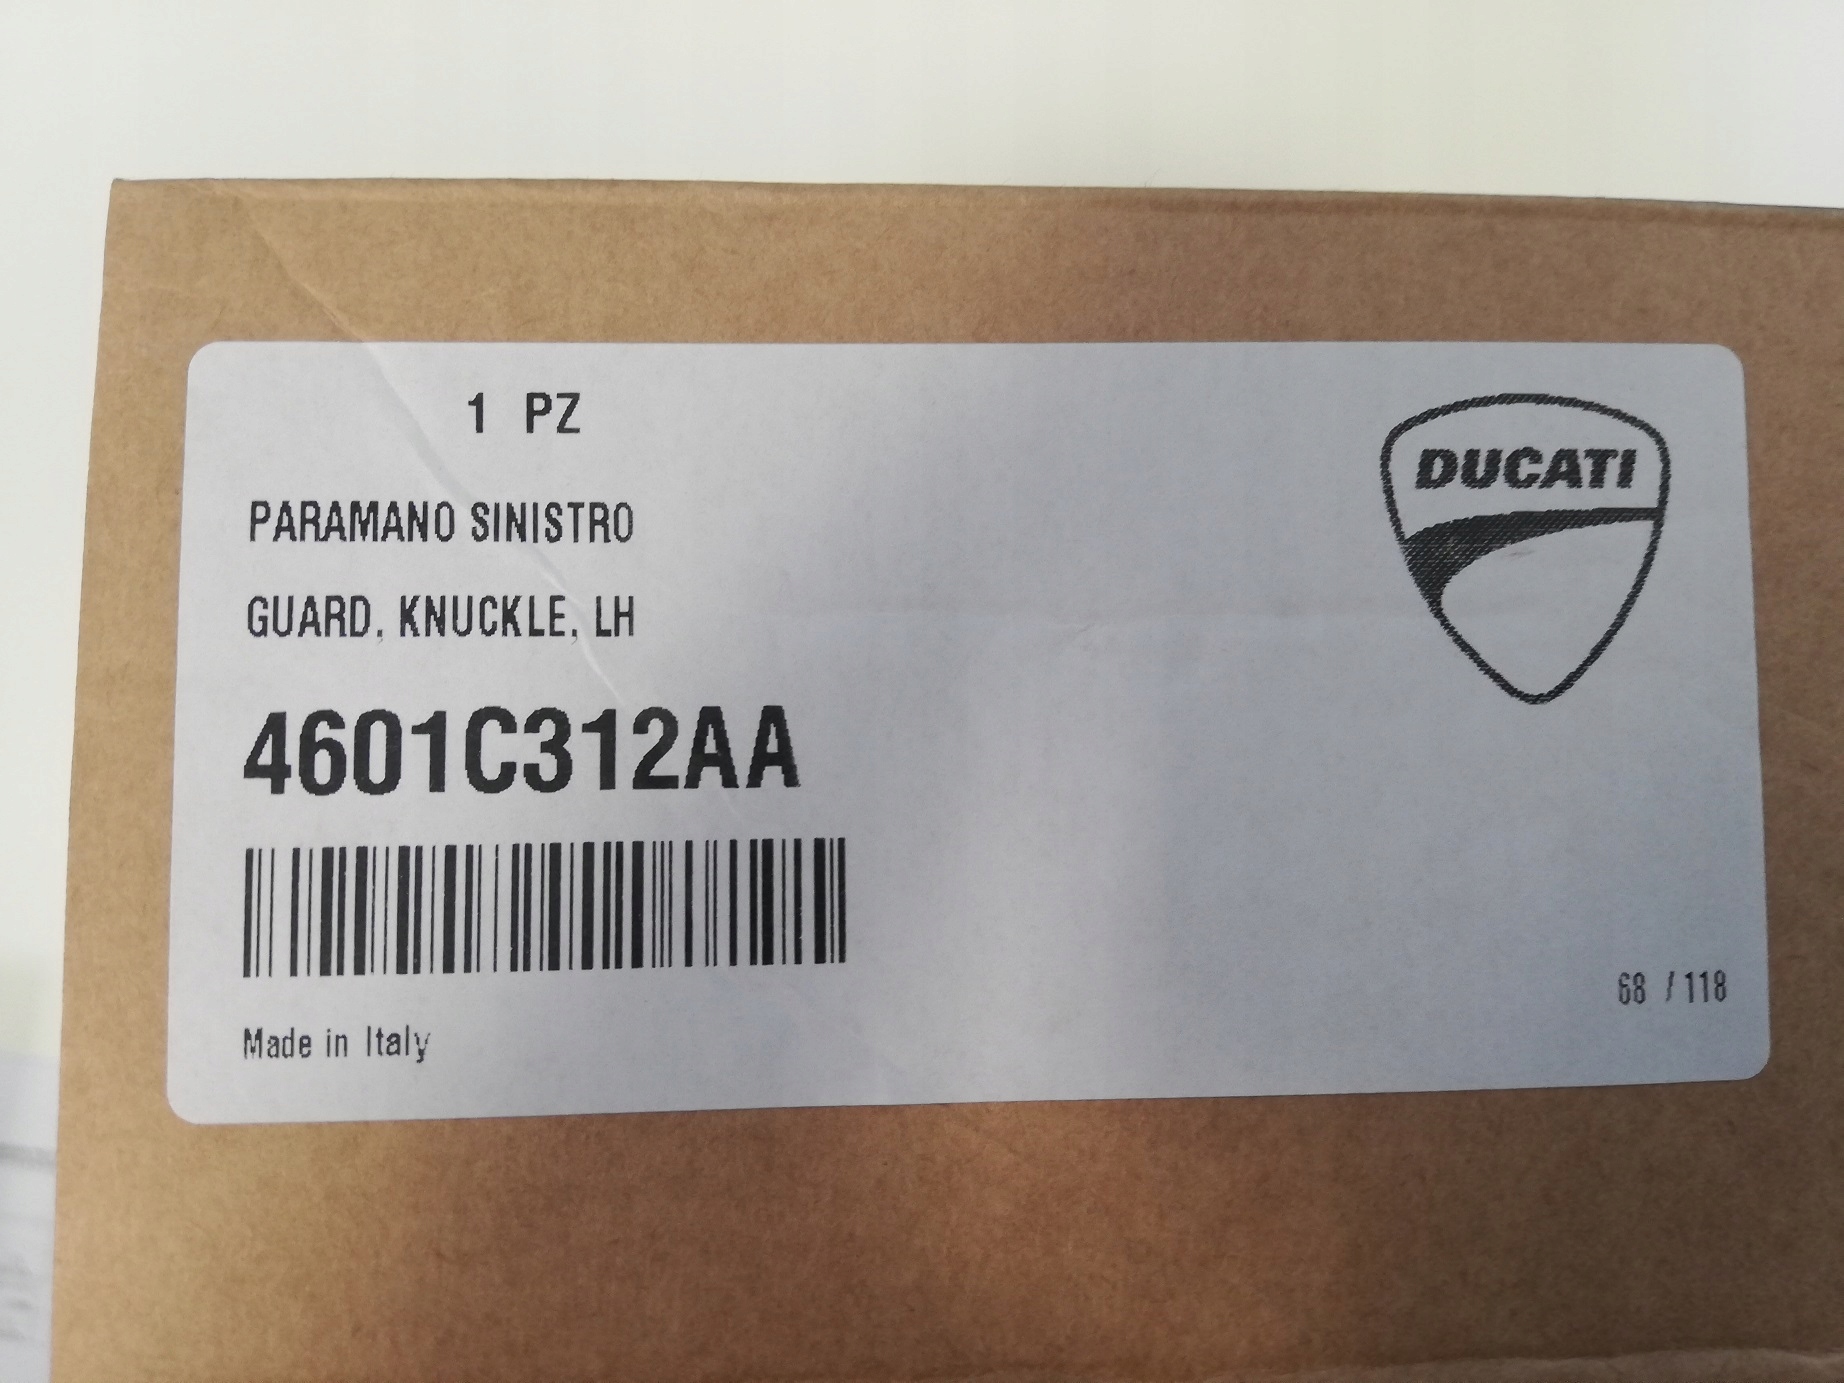 1 PZ
DUCATI
PARAMANO SINISTRO
GUARD, KNUCKLE, LH
4601C312AA
68 / 118
Made in Italy